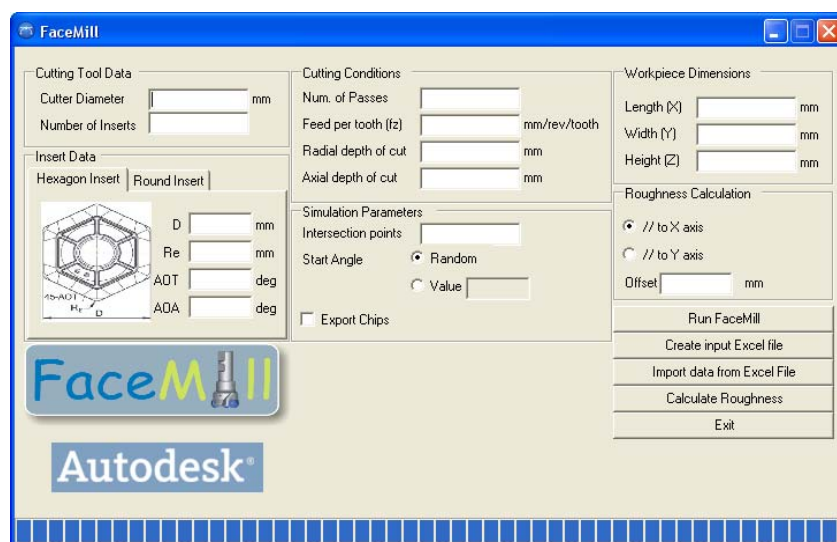 FaceMill
Cutting Tool Data
Cutter Diameter mm
Number of Inserts
Insert Data
Hexagon Insert Round Insert
D mm
Re mm
AOT deg
AOA deg
45-AOT
Re
D
Cutting Conditions
Num. of Passes
Feed per tooth (fz) mm/rev/tooth
Radial depth of cut mm
Axial depth of cut mm
Simulation Parameters
Intersection points
Start Angle Random
Value
Export Chips
Workpiece Dimensions
Length (X) mm
Width (Y) mm
Height (Z) mm
Roughness Calculation
// to X axis
// to Y axis
Offset mm
Run FaceMill
Create input Excel file
Import data from Excel File
Calculate Roughness
Exit
FaceMill
Autodesk®